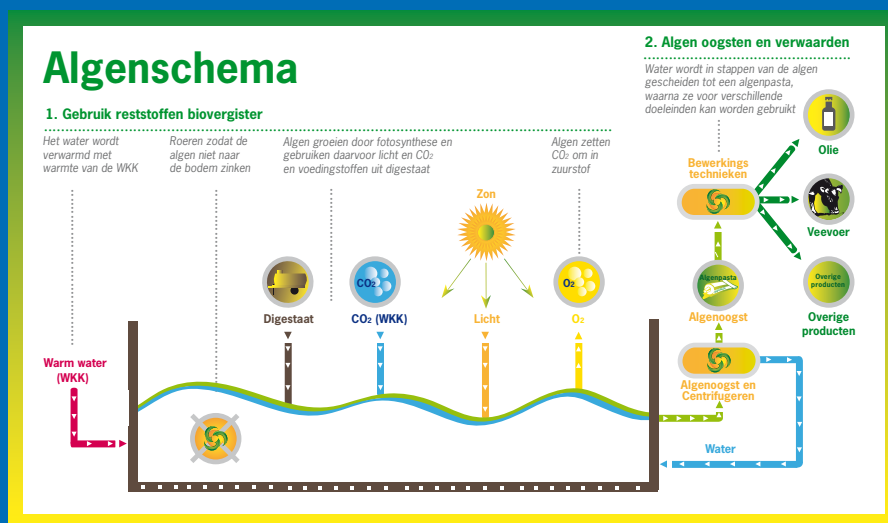 Algenschema
1. Gebruik reststoffen biovergister
Het water wordt
verwarmd met
warmte van de WKK
Roeren zodat de
algen niet naar
de bodem zinken
Algen groeien door fotosynthese en
gebruiken daarvoor licht en CO₂
en voedingstoffen uit digestaat
Algen zetten
CO₂ om in
zuurstof
2. Algen oogsten en verwaarden
Water wordt in stappen van de algen
gescheiden tot een algenpasta,
waarna ze voor verschillende
doeleinden kan worden gebruikt
Zon
CO₂
O₂
Digestaat
CO₂ (WKK)
Licht
O₂
Warm water
(WKK)
Bewerkings
technieken
Olie
Veevoer
Overige
producten
Overige
producten
Algenpasta
Algenoogst
Algenoogst en
Centrifugeren
Water